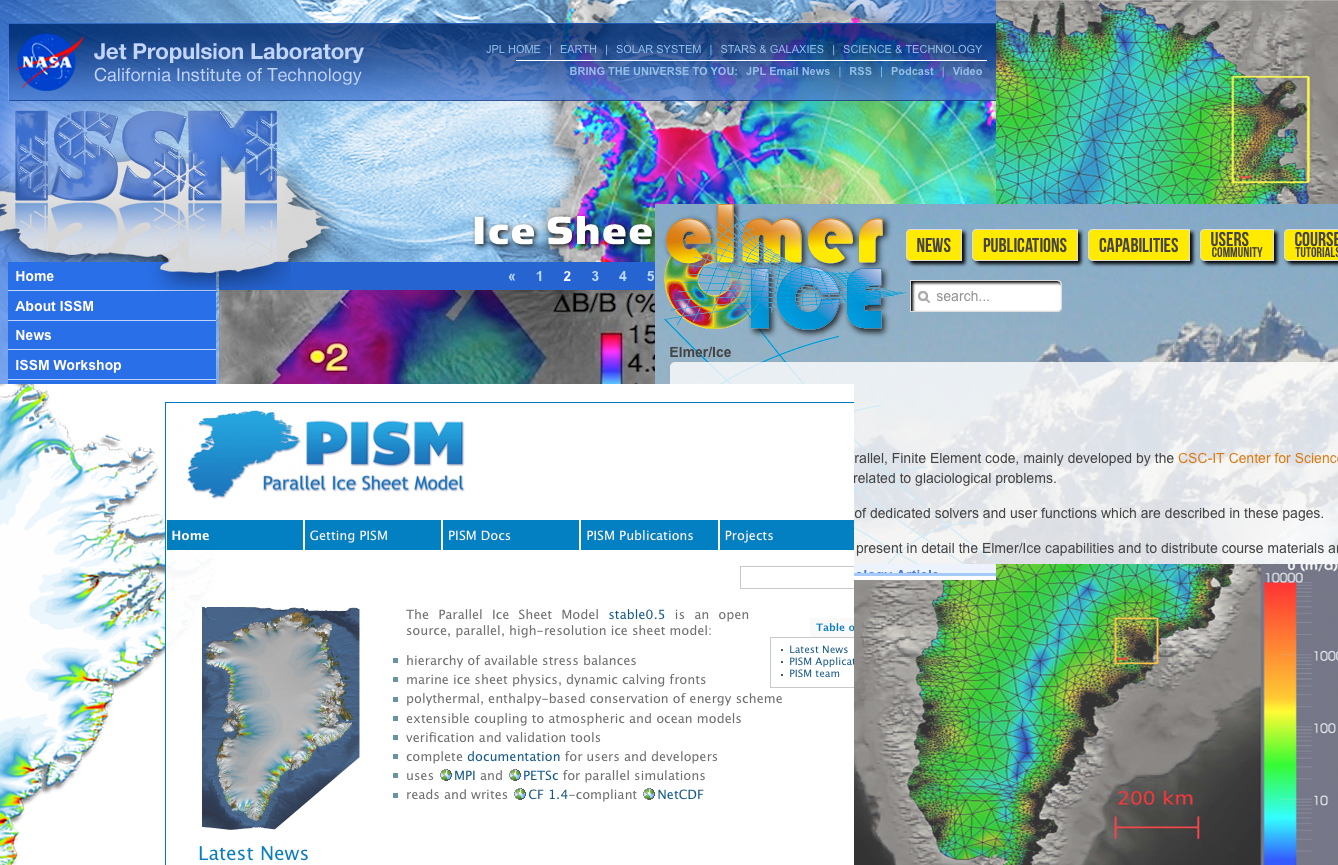 NASA
Jet Propulsion Laboratory
California Institute of Technology
JPL HOME | EARTH | SOLAR SYSTEM | STARS & GALAXIES | SCIENCE & TECHNOLOGY
BRING THE UNIVERSE TO YOU: JPL Email News | RSS | Podcast | Video
ISSM
Ice Shee
« 1 2 3 4 5
Home
About ISSM
News
ISSM Workshop
ΔB/B (%
15
4.3
2
elmer
ICE
NEWS
PUBLICATIONS
CAPABILITIES
USERS
COMMUNITY
COURSE
TUTORIALS
search...
Elmer/Ice
rallel, Finite Element code, mainly developed by the CSC-IT Center for Science
related to glaciological problems.
of dedicated solvers and user functions which are described in these pages.
present in detail the Elmer/Ice capabilities and to distribute course materials a
ology Article
PISM
Parallel Ice Sheet Model
Home
Getting PISM
PISM Docs
PISM Publications
Projects
The Parallel Ice Sheet Model stable0.5 is an open
source, parallel, high-resolution ice sheet model:
hierarchy of available stress balances
marine ice sheet physics, dynamic calving fronts
polythermal, enthalpy-based conservation of energy scheme
extensible coupling to atmospheric and ocean models
verification and validation tools
complete documentation for users and developers
uses MPI and PETSc for parallel simulations
reads and writes CF 1.4-compliant NetCDF
Table o
Latest News
PISM Applicat
PISM team
Latest News
(m/a)
10000
1000
100
10
200 km